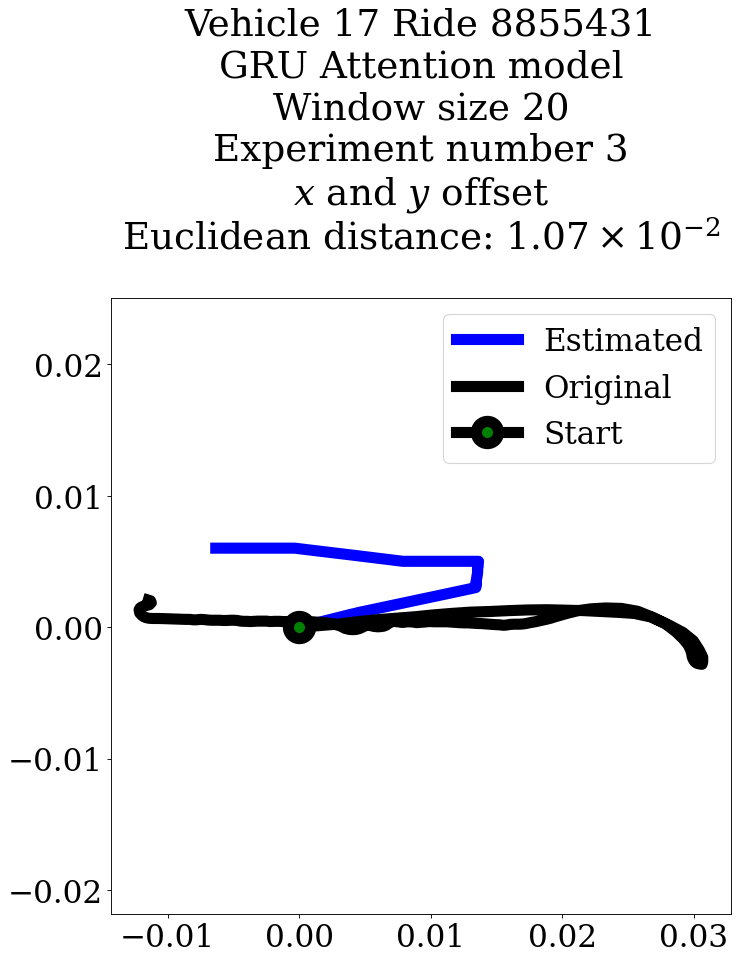 Vehicle 17 Ride 8855431
GRU Attention model
Window size 20
Experiment number 3
x and y offset
Euclidean distance: 1.07 × 10⁻²
Estimated
Original
Start
0.02
0.01
0.00
−0.01
−0.02
−0.01 0.00 0.01 0.02 0.03